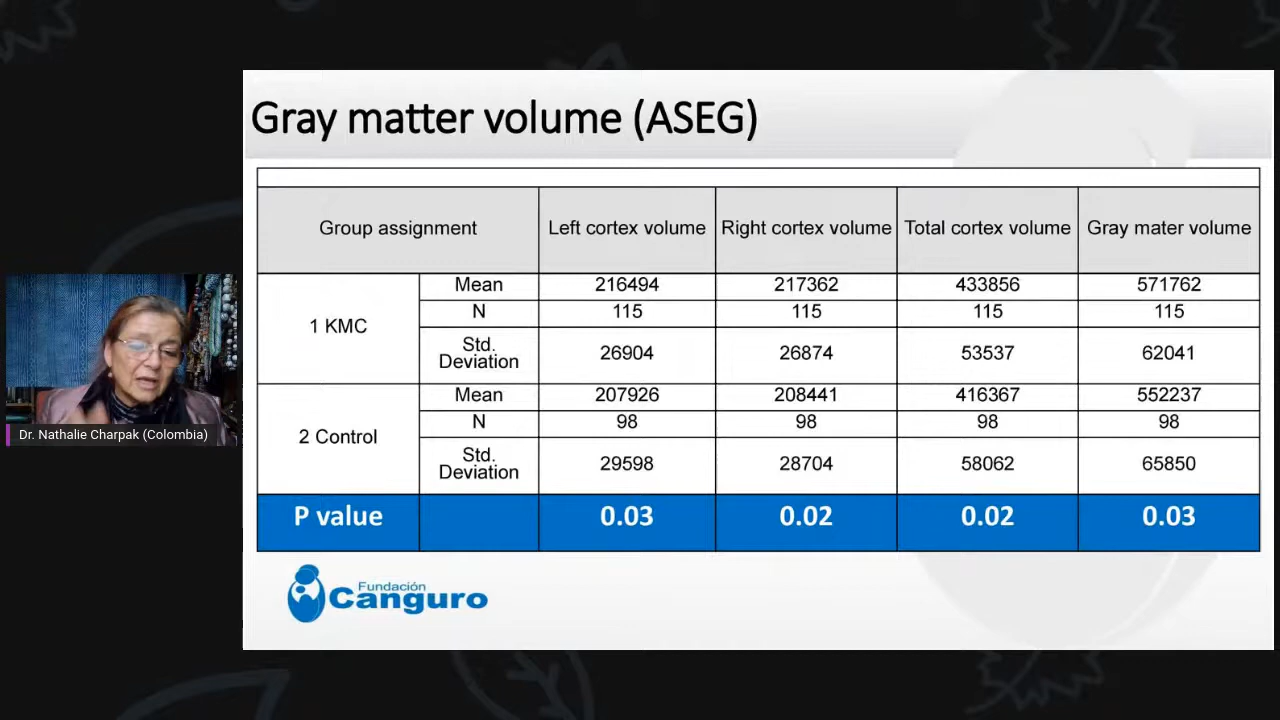 Gray matter volume (ASEG)
Group assignment Left cortex volume Right cortex volume Total cortex volume Gray mater volume
1 KMC
Mean 216494 217362 433856 571762
N 115 115 115 115
Std. Deviation 26904 26874 53537 62041
2 Control
Mean 207926 208441 416367 552237
N 98 98 98 98
Std. Deviation 29598 28704 58062 65850
P value 0.03 0.02 0.02 0.03
Fundación
Canguro
Dr. Nathalie Charpak (Colombia)